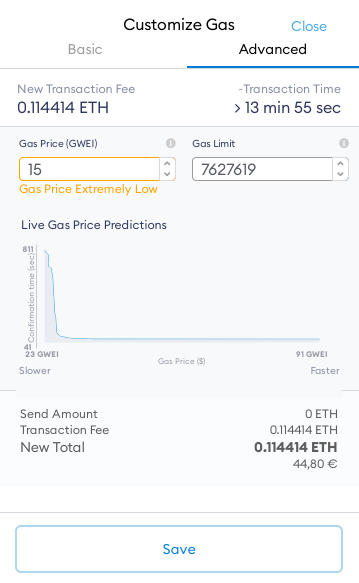 Customize Gas Close
Basic Advanced
New Transaction Fee ~Transaction Time
0.114414 ETH > 13 min 55 sec
Gas Price (GWEI) Gas Limit
15 7627619
Gas Price Extremely Low
Live Gas Price Predictions
811
Confirmation time (sec)
41
23 GWEI Gas Price ($) 91 GWEI
Slower Faster
Send Amount 0 ETH
Transaction Fee 0.114414 ETH
New Total 0.114414 ETH
44,80 €
Save